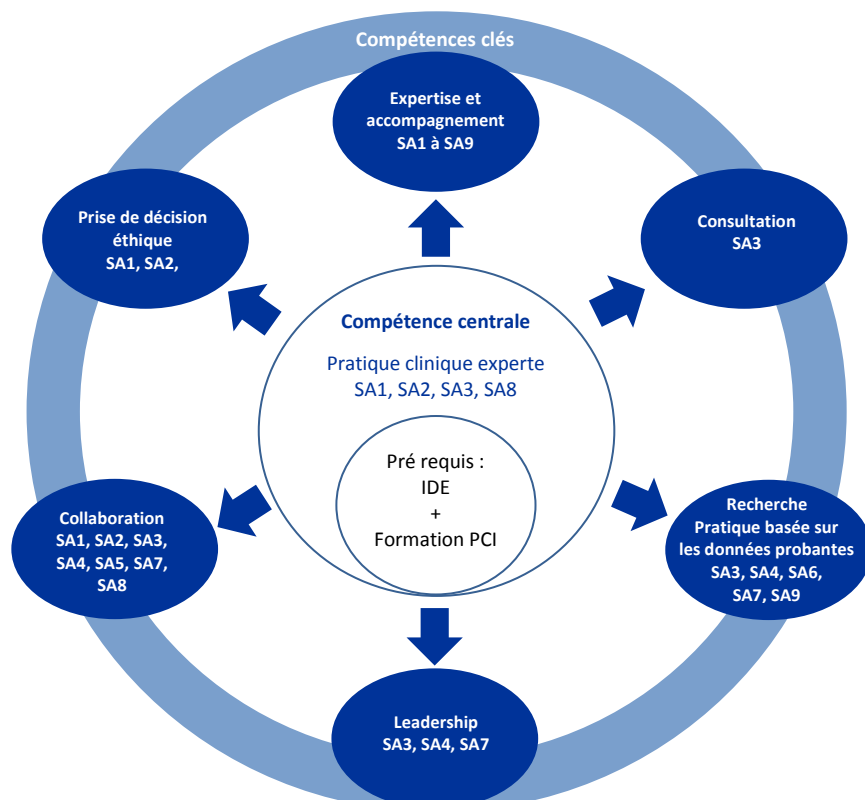 Compétences clés
Expertise et
accompagnement
SA1 à SA9
Prise de décision
éthique
SA1, SA2,
Consultation
SA3
Compétence centrale
Pratique clinique experte
SA1, SA2, SA3, SA8
Pré requis :
IDE
+
Formation PCI
Collaboration
SA1, SA2, SA3,
SA4, SA5, SA7,
SA8
Recherche
Pratique basée sur
les données probantes
SA3, SA4, SA6,
SA7, SA9
Leadership
SA3, SA4, SA7